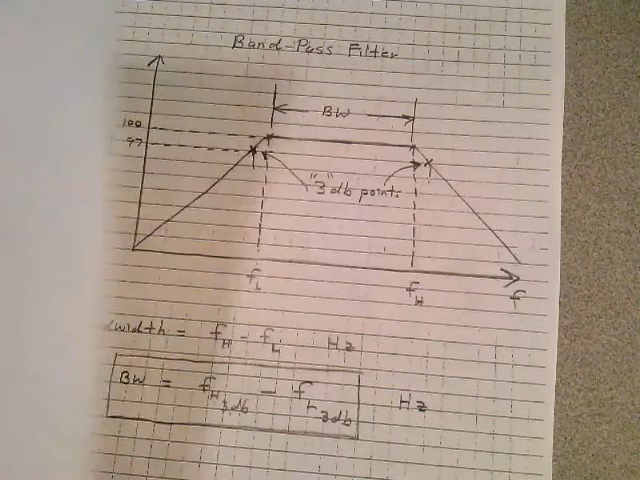 Band-Pass Filter
BW
100
97
"3" db points
fL
fH
f
width = fH - fL Hz
BW = fH3db - fL3db Hz